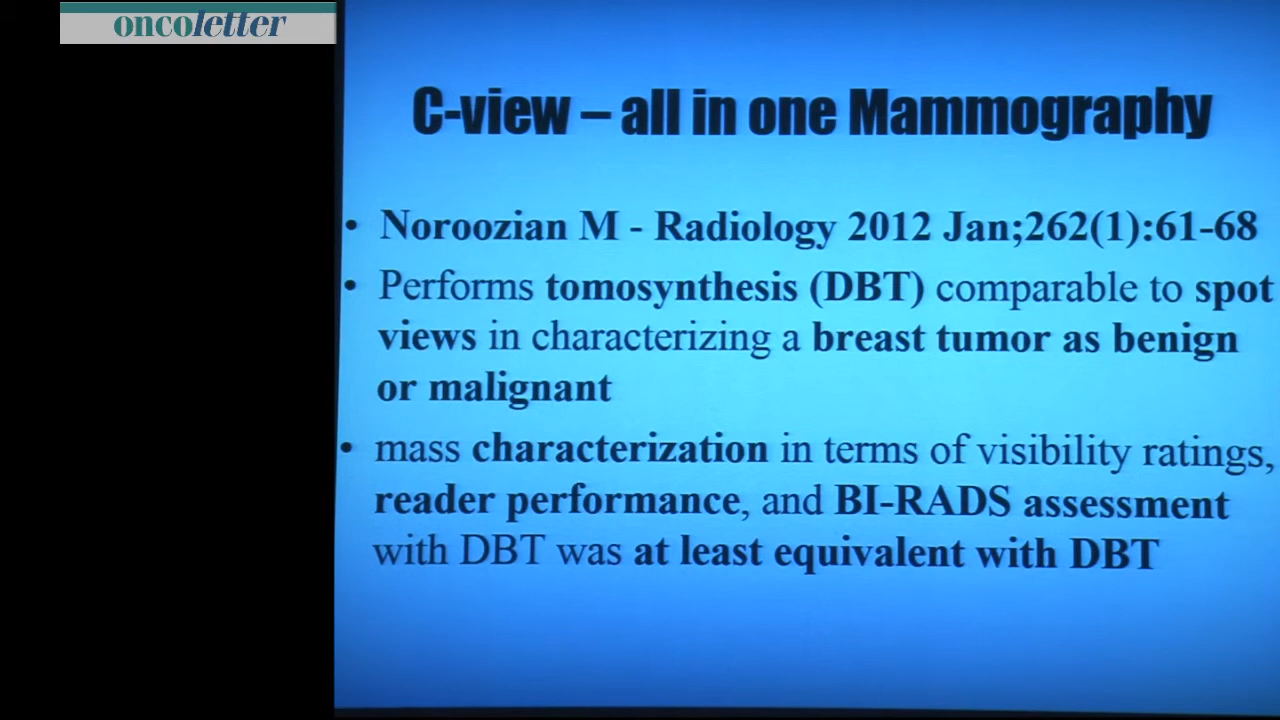 oncoletter
C-view – all in one Mammography
• Noroozian M - Radiology 2012 Jan;262(1):61-68
• Performs tomosynthesis (DBT) comparable to spot
views in characterizing a breast tumor as benign
or malignant
• mass characterization in terms of visibility ratings,
reader performance, and BI-RADS assessment
with DBT was at least equivalent with DBT